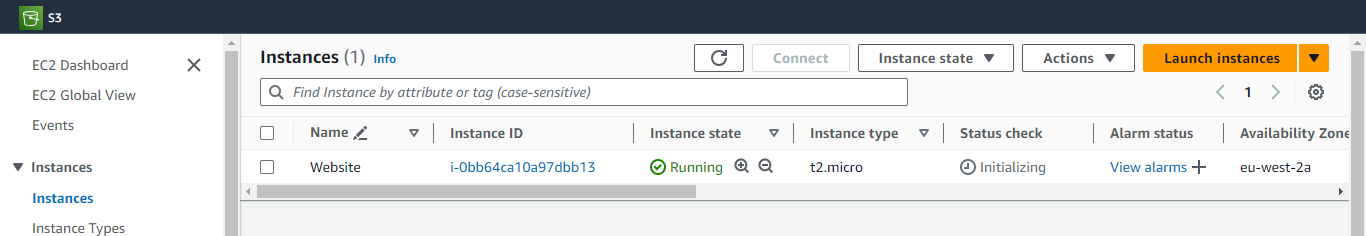 S3
EC2 Dashboard
EC2 Global View
Events
Instances
Instances
Instance Types
Instances (1) Info
Connect
Instance state
Actions
Launch instances
Find Instance by attribute or tag (case-sensitive)
1
Name Instance ID Instance state Instance type Status check Alarm status Availability Zone
Website i-0bb64ca10a97dbb13 Running t2.micro Initializing View alarms eu-west-2a